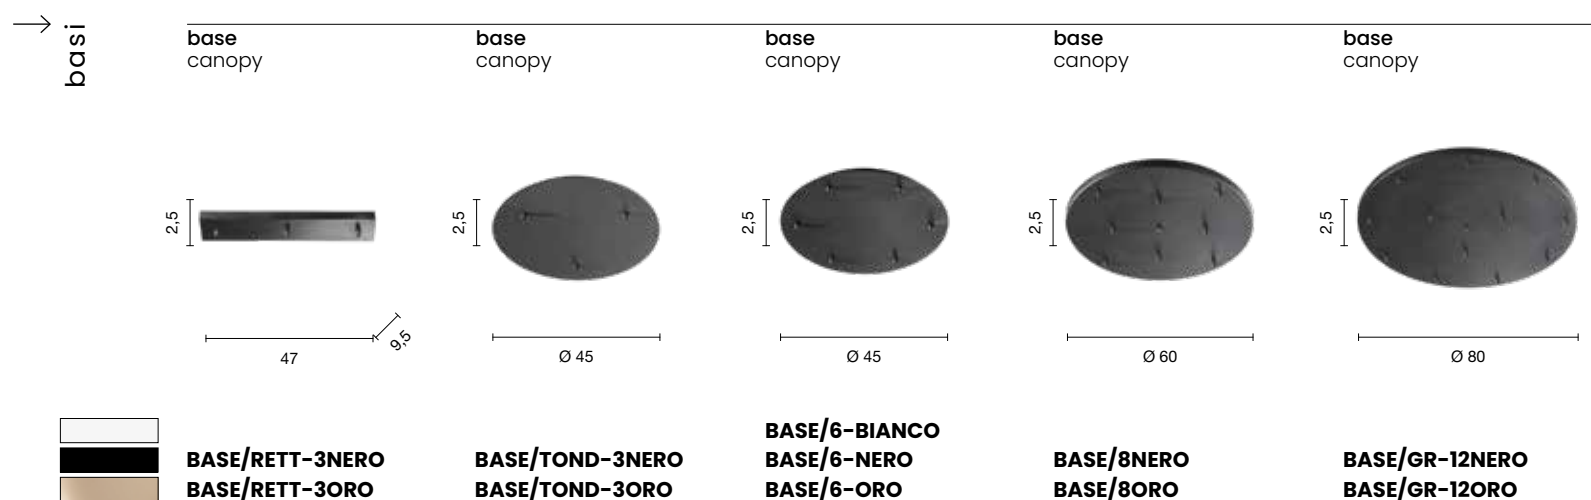 basi
base
canopy
base
canopy
base
canopy
base
canopy
base
canopy
2,5
47
9,5
2,5
Ø 45
2,5
Ø 45
2,5
Ø 60
2,5
Ø 80
BASE/RETT-3NERO
BASE/RETT-3ORO
BASE/TOND-3NERO
BASE/TOND-3ORO
BASE/6-BIANCO
BASE/6-NERO
BASE/6-ORO
BASE/8NERO
BASE/8ORO
BASE/GR-12NERO
BASE/GR-12ORO